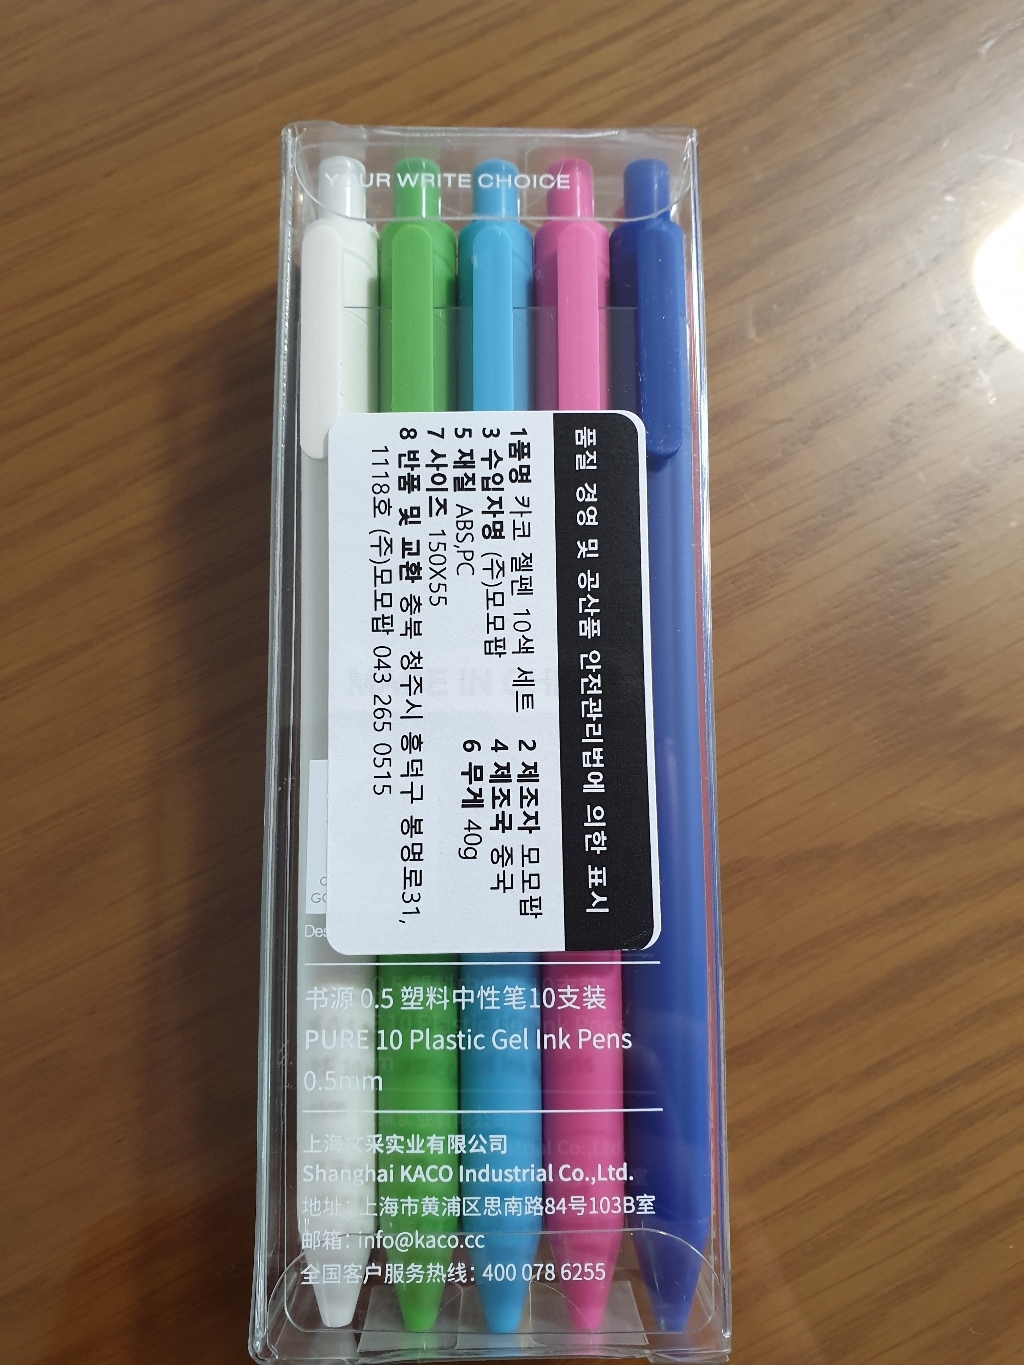 YOUR WRITE CHOICE
품질 경영 및 공산품 안전관리법에 의한 표시
1품명 카코 젤펜 10색 세트 2 제조자 모모팝
3 수입자명 (주)모모팝 4 제조국 중국
5 재질 ABS,PC 6 무게 40g
7 사이즈 150X55
8 반품 및 교환 충북 청주시 흥덕구 봉명로31,
1118호 (주)모모팝 043 265 0515
MADE IN
书源 0.5 塑料中性笔10支装
PURE 10 Plastic Gel Ink Pens
0.5mm
上海文采实业有限公司
Shanghai KACO Industrial Co.,Ltd.
地址：上海市黄浦区思南路84号103B室
邮箱：info@kaco.cc
全国客户服务热线：400 078 6255